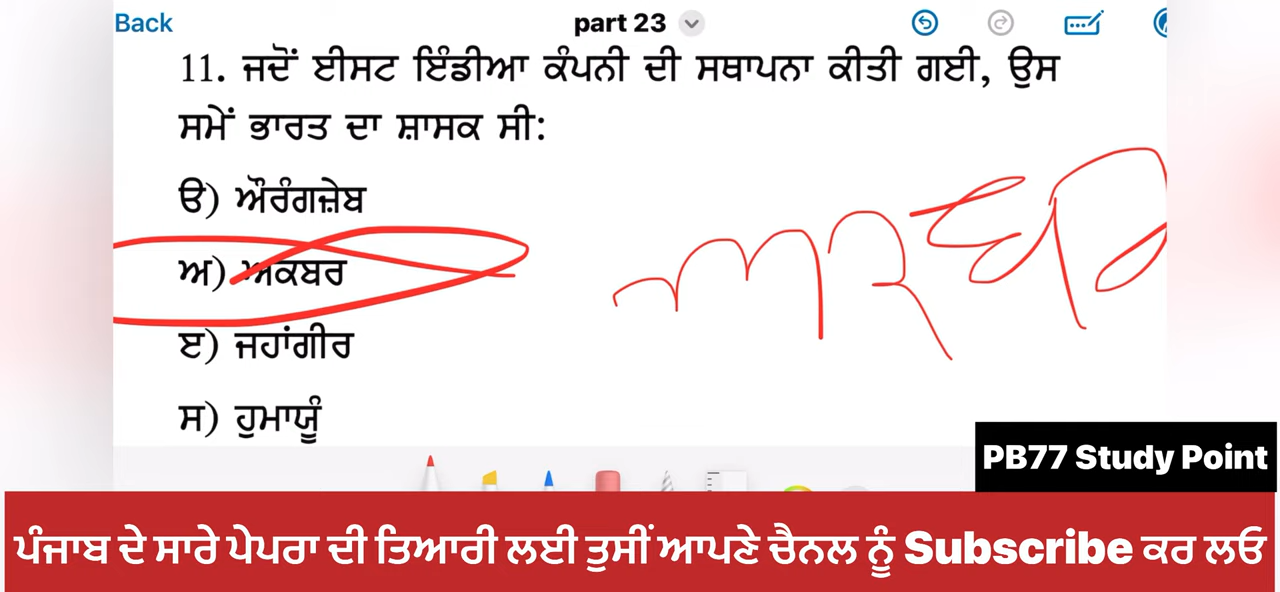 Back
part 23
11. ਜਦੋਂ ਈਸਟ ਇੰਡੀਆ ਕੰਪਨੀ ਦੀ ਸਥਾਪਨਾ ਕੀਤੀ ਗਈ, ਉਸ
ਸਮੇਂ ਭਾਰਤ ਦਾ ਸ਼ਾਸਕ ਸੀ:
ੳ) ਔਰੰਗਜ਼ੇਬ
ਅ) ਅਕਬਰ
ੲ) ਜਹਾਂਗੀਰ
ਸ) ਹੁਮਾਯੂੰ
PB77 Study Point
ਪੰਜਾਬ ਦੇ ਸਾਰੇ ਪੇਪਰਾ ਦੀ ਤਿਆਰੀ ਲਈ ਤੁਸੀਂ ਆਪਣੇ ਚੈਨਲ ਨੂੰ Subscribe ਕਰ ਲਓ